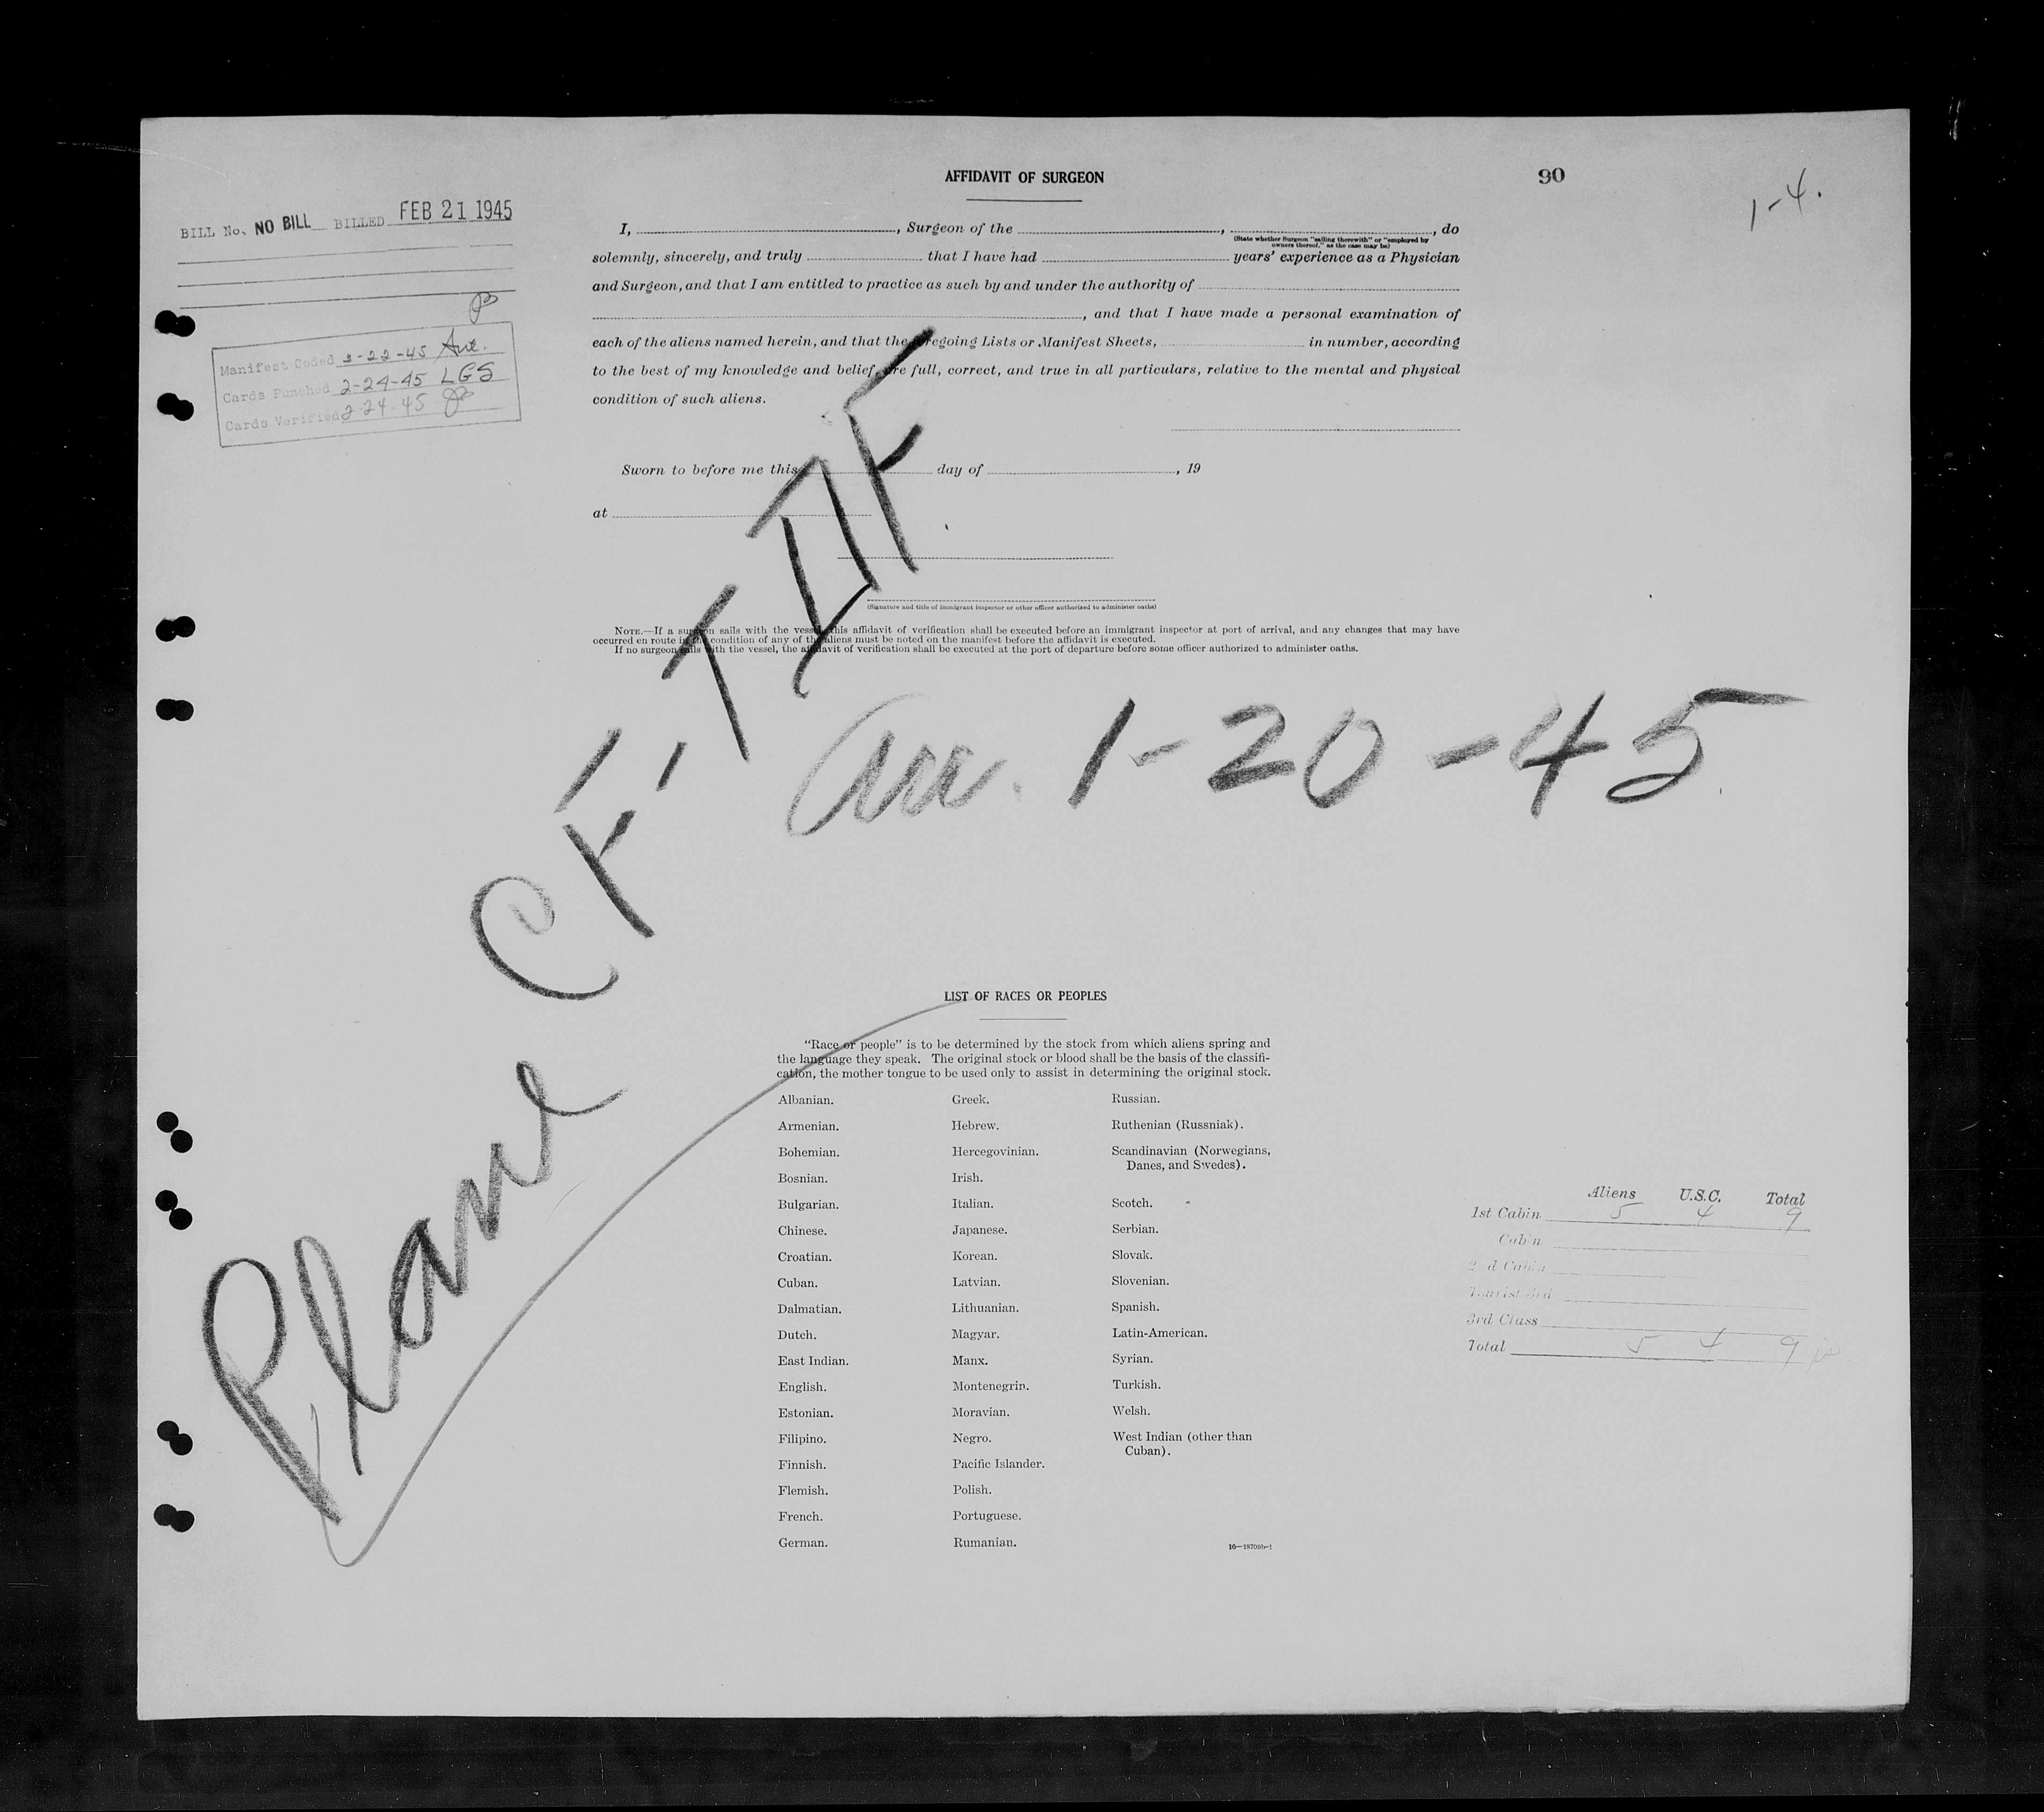 AFFIDAVIT OF SURGEON
90
1-4.
BILL No. NO BILL BILLED FEB 21 1945
Manifest Coded 2-22-45
Cards Punched 2-24-45 LGS
Cards Verified 2-24-45
I, , Surgeon of the , , do
(State whether Surgeon "sailing therewith" or "employed by
owners thereof," as the case may be)
solemnly, sincerely, and truly that I have had years' experience as a Physician
and Surgeon, and that I am entitled to practice as such by and under the authority of
, and that I have made a personal examination of
each of the aliens named herein, and that the foregoing Lists or Manifest Sheets, in number, according
to the best of my knowledge and belief, are full, correct, and true in all particulars, relative to the mental and physical
condition of such aliens.
Sworn to before me this day of , 19
at
(Signature and title of immigrant inspector or other officer authorized to administer oaths)
NOTE.—If a surgeon sails with the vessel, this affidavit of verification shall be executed before an immigrant inspector at port of arrival, and any changes that may have
occurred en route in the condition of any of the aliens must be noted on the manifest before the affidavit is executed.
If no surgeon sails with the vessel, the affidavit of verification shall be executed at the port of departure before some officer authorized to administer oaths.
Plane CF-TDF
arr. 1-20-45
LIST OF RACES OR PEOPLES
"Race or people" is to be determined by the stock from which aliens spring and
the language they speak. The original stock or blood shall be the basis of the classifi-
cation, the mother tongue to be used only to assist in determining the original stock.
Albanian.
Armenian.
Bohemian.
Bosnian.
Bulgarian.
Chinese.
Croatian.
Cuban.
Dalmatian.
Dutch.
East Indian.
English.
Estonian.
Filipino.
Finnish.
Flemish.
French.
German.
Greek.
Hebrew.
Hercegovinian.
Irish.
Italian.
Japanese.
Korean.
Latvian.
Lithuanian.
Magyar.
Manx.
Montenegrin.
Moravian.
Negro.
Pacific Islander.
Polish.
Portuguese.
Rumanian.
Russian.
Ruthenian (Russniak).
Scandinavian (Norwegians,
Danes, and Swedes).
Scotch.
Serbian.
Slovak.
Slovenian.
Spanish.
Latin-American.
Syrian.
Turkish.
Welsh.
West Indian (other than
Cuban).
Aliens U.S.C. Total
1st Cabin 5 4 9
Cabin
2nd Cabin
Tourist 3rd
3rd Class
Total 5 4 9